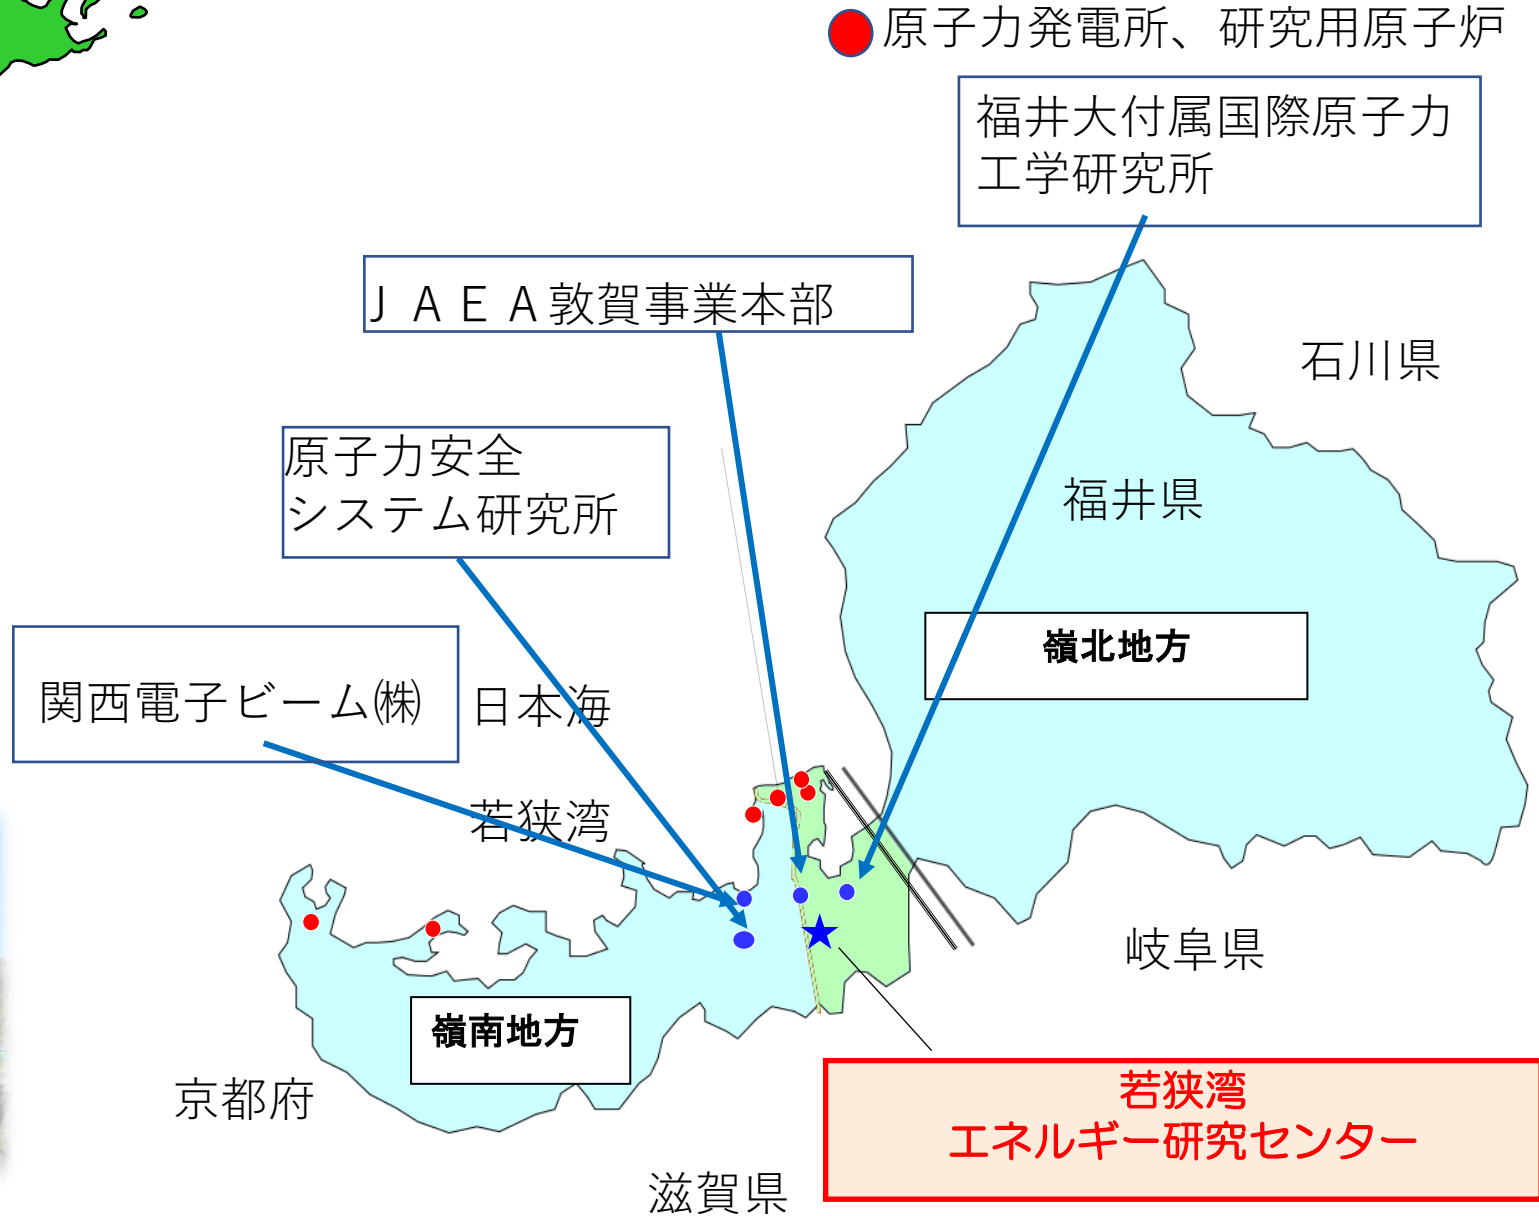 原子力発電所、研究用原子炉
福井大付属国際原子力
工学研究所
ＪＡＥＡ敦賀事業本部
石川県
原子力安全
システム研究所
福井県
嶺北地方
関西電子ビーム㈱
日本海
若狭湾
岐阜県
嶺南地方
京都府
若狭湾
エネルギー研究センター
滋賀県